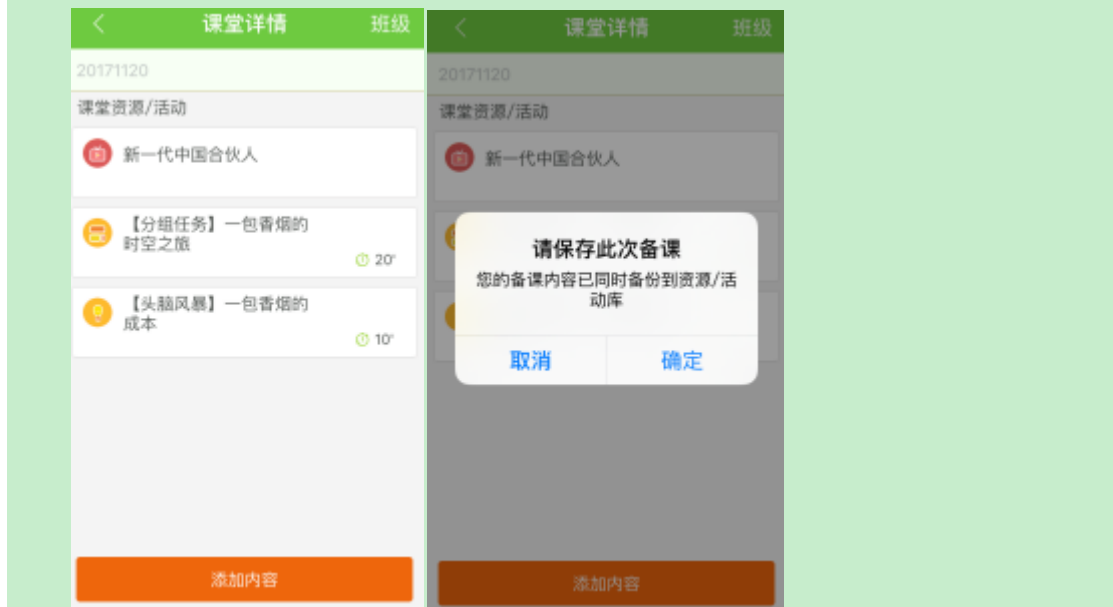 课堂详情 班级
20171120
课堂资源/活动
新一代中国合伙人
【分组任务】一包香烟的
时空之旅
20'
【头脑风暴】一包香烟的
成本
10'
添加内容
课堂详情 班级
20171120
课堂资源/活动
新一代中国合伙人
请保存此次备课
您的备课内容已同时备份到资源/活
动库
取消 确定
添加内容